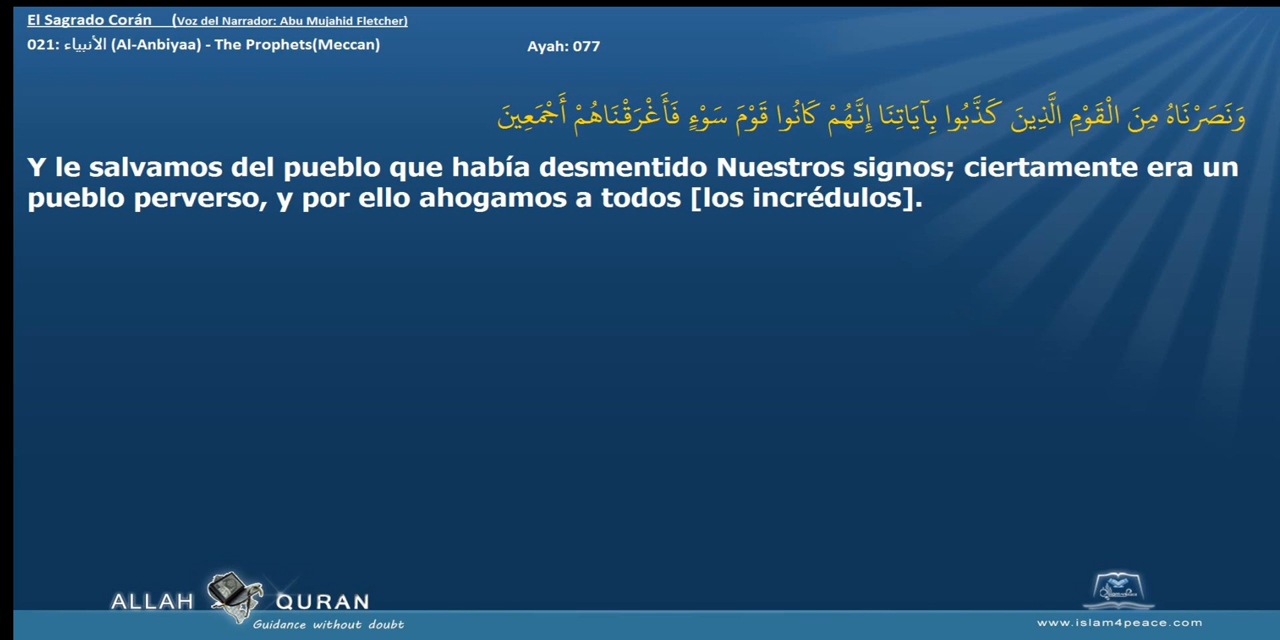 El Sagrado Corán (Voz del Narrador: Abu Mujahid Fletcher)
021: الأنبياء (Al-Anbiyaa) - The Prophets(Meccan) Ayah: 077
وَنَصَرْنَاهُ مِنَ الْقَوْمِ الَّذِينَ كَذَّبُوا بِآيَاتِنَا إِنَّهُمْ كَانُوا قَوْمَ سَوْءٍ فَأَغْرَقْنَاهُمْ أَجْمَعِينَ
Y le salvamos del pueblo que había desmentido Nuestros signos; ciertamente era un
pueblo perverso, y por ello ahogamos a todos [los incrédulos].
ALLAH QURAN
Guidance without doubt
www.islam4peace.com